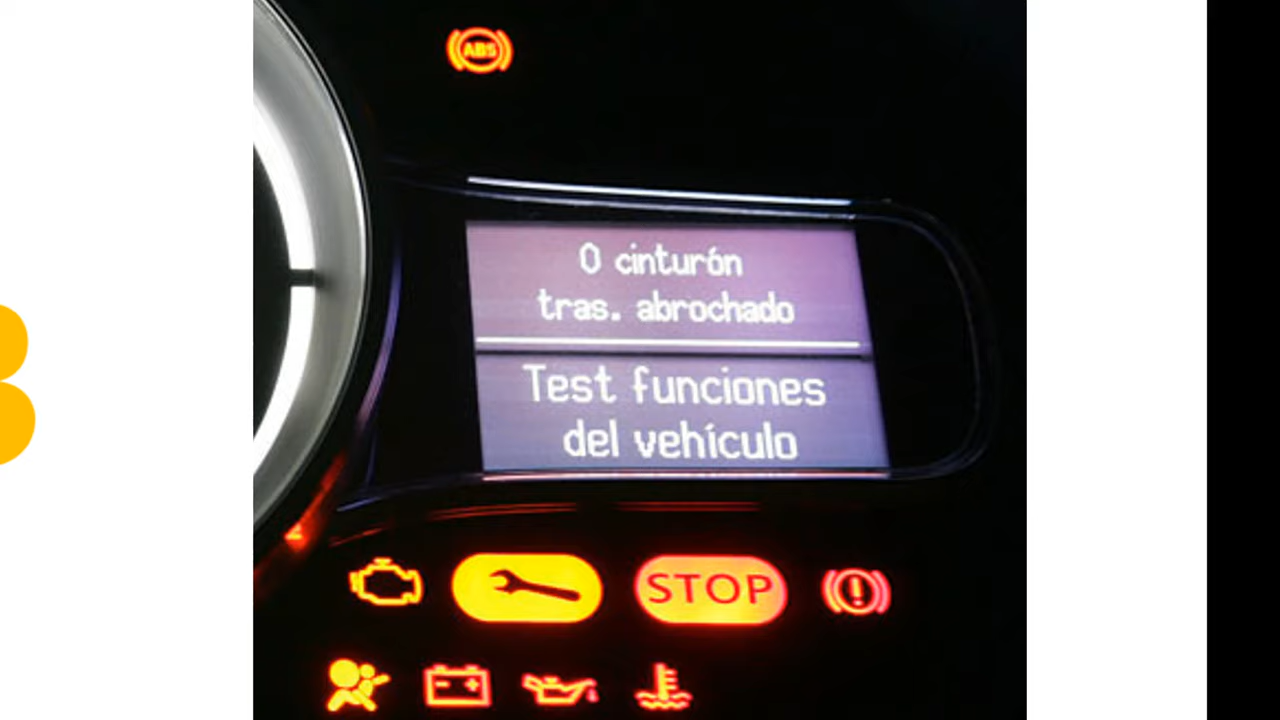 ABS
0 cinturón
tras. abrochado
Test funciones
del vehículo
STOP